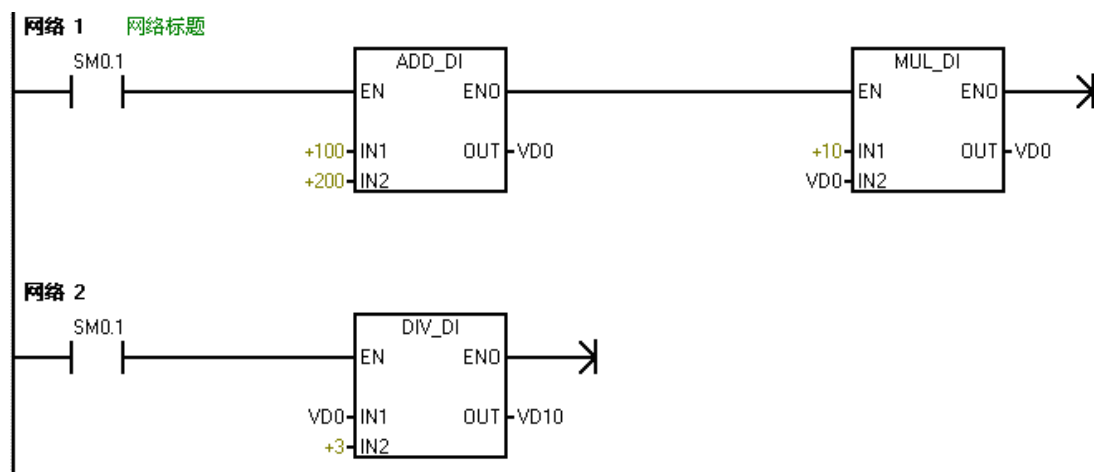 网络 1 网络标题
SM0.1 ADD_DI MUL_DI
EN ENO EN ENO
+100 IN1 OUT VD0 +10 IN1 OUT VD0
+200 IN2 VD0 IN2
网络 2
SM0.1 DIV_DI
EN ENO
VD0 IN1 OUT VD10
+3 IN2